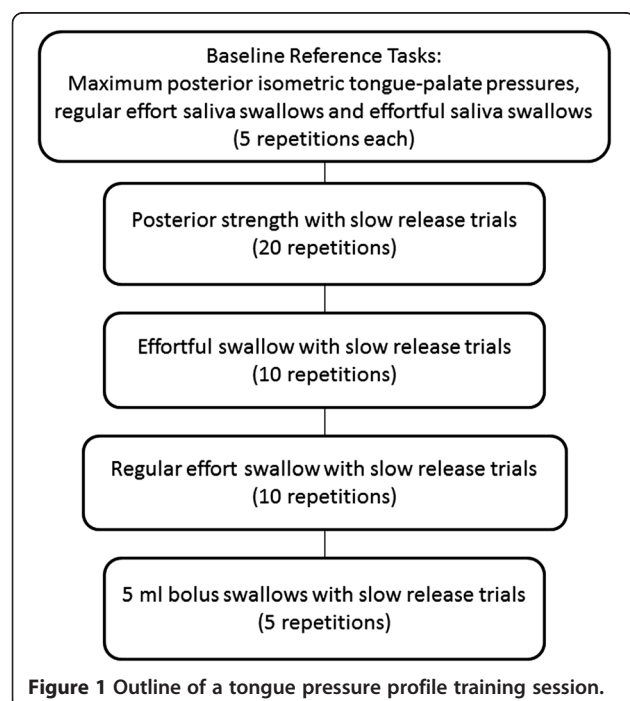 Baseline Reference Tasks:
Maximum posterior isometric tongue-palate pressures,
regular effort saliva swallows and effortful saliva swallows
(5 repetitions each)
Posterior strength with slow release trials
(20 repetitions)
Effortful swallow with slow release trials
(10 repetitions)
Regular effort swallow with slow release trials
(10 repetitions)
5 ml bolus swallows with slow release trials
(5 repetitions)
Figure 1 Outline of a tongue pressure profile training session.